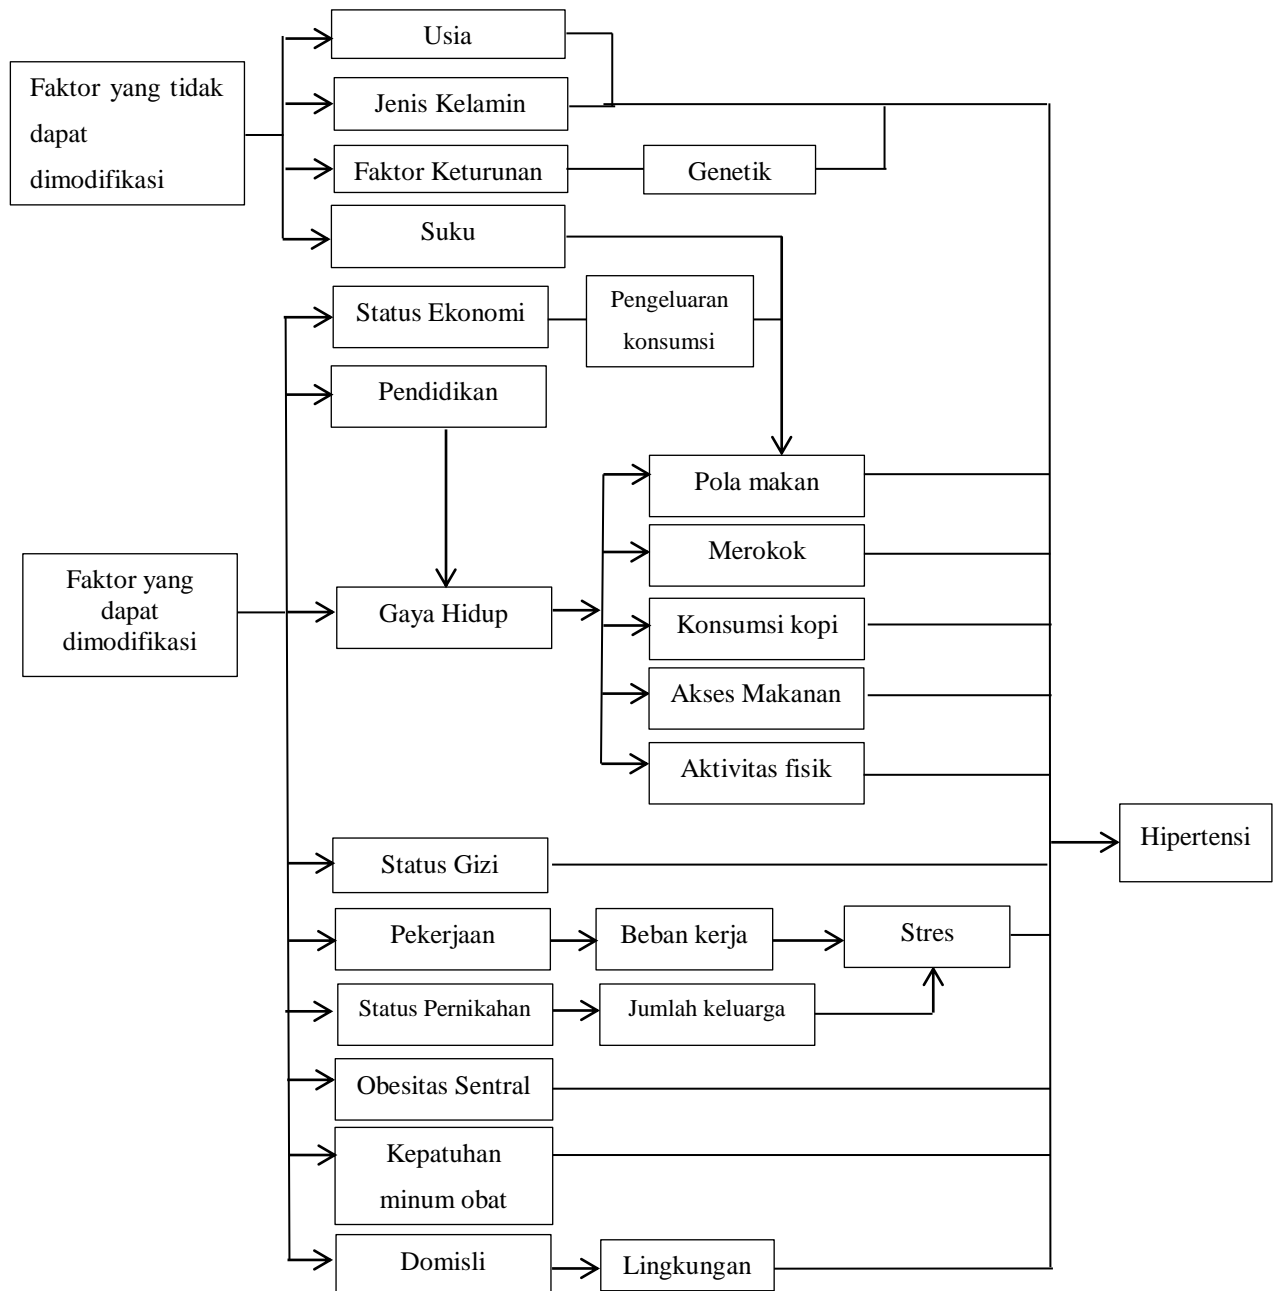 Usia
Faktor yang tidak
dapat
dimodifikasi
Jenis Kelamin
Faktor Keturunan
Genetik
Suku
Status Ekonomi
Pengeluaran
konsumsi
Pendidikan
Pola makan
Merokok
Faktor yang
dapat
dimodifikasi
Gaya Hidup
Konsumsi kopi
Akses Makanan
Aktivitas fisik
Hipertensi
Status Gizi
Pekerjaan
Beban kerja
Stres
Status Pernikahan
Jumlah keluarga
Obesitas Sentral
Kepatuhan
minum obat
Domisli
Lingkungan